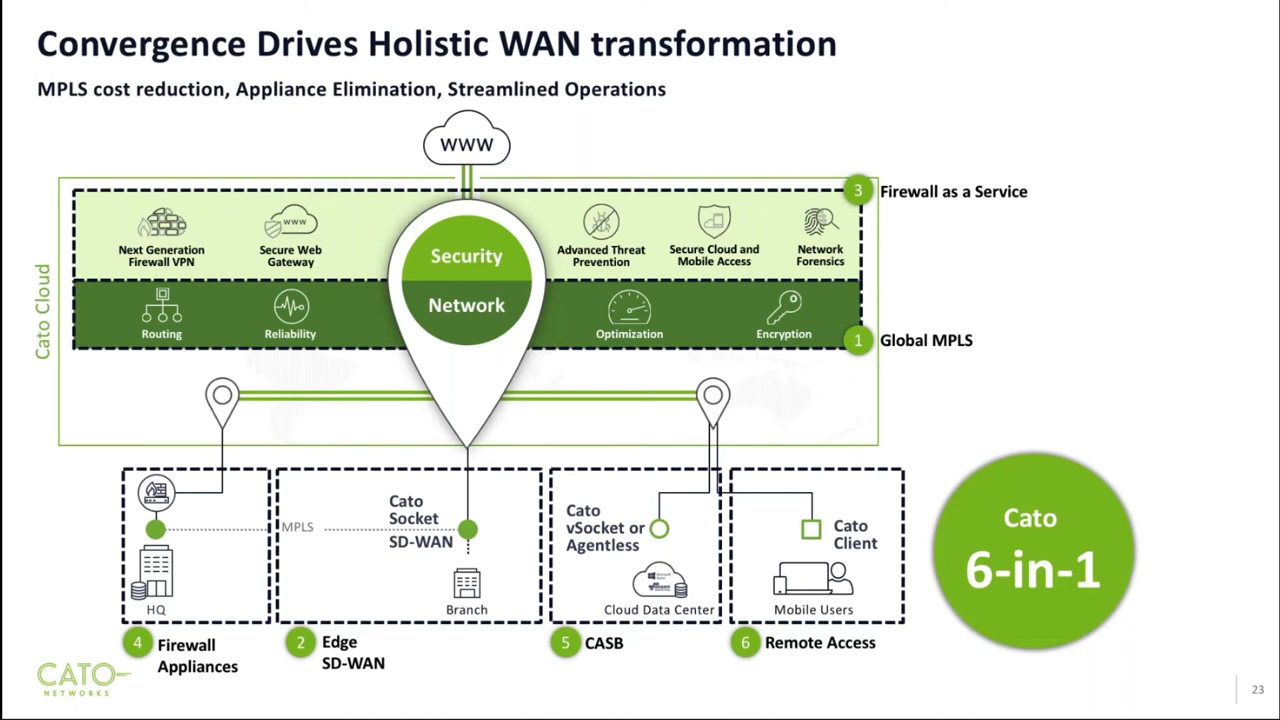 Convergence Drives Holistic WAN transformation
MPLS cost reduction, Appliance Elimination, Streamlined Operations
WWW
3
Firewall as a Service
WWW
Next Generation
Firewall VPN
Secure Web
Gateway
Security
Advanced Threat
Prevention
Secure Cloud and
Mobile Access
Network
Forensics
Cato Cloud
Network
Routing
Reliability
Optimization
Encryption
1
Global MPLS
Cato
Socket
SD-WAN
MPLS
Cato
vSocket or
Agentless
Cato
Client
HQ
Branch
Cloud Data Center
Mobile Users
Cato
6-in-1
4
Firewall
Appliances
2
Edge
SD-WAN
5
CASB
6
Remote Access
CATO
NETWORKS
23